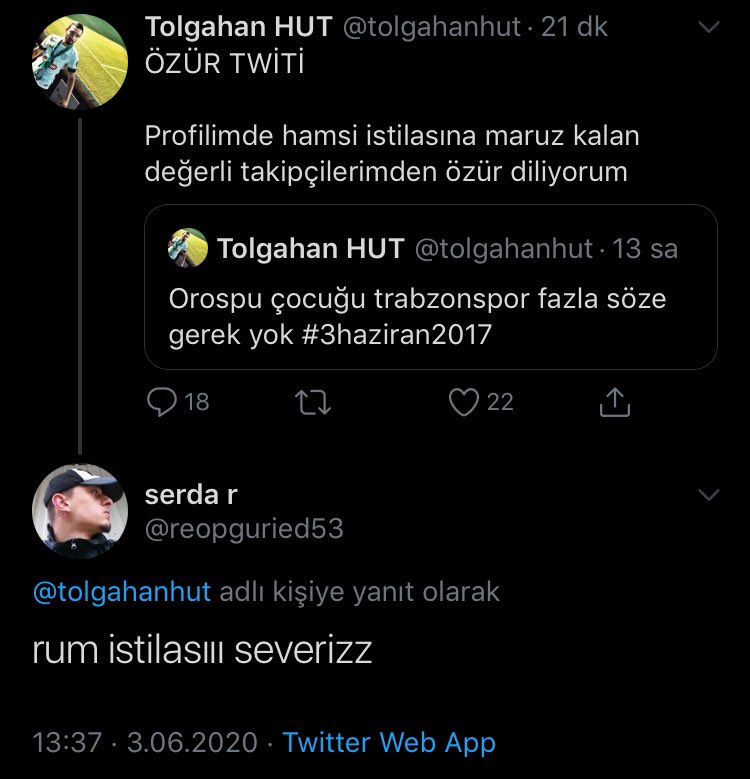 Tolgahan HUT @tolgahanhut · 21 dk
ÖZÜR TWİTİ
Profilimde hamsi istilasına maruz kalan
değerli takipçilerimden özür diliyorum
Tolgahan HUT @tolgahanhut · 13 sa
Orospu çocuğu trabzonspor fazla söze
gerek yok #3haziran2017
18 22
serda r
@reopguried53
@tolgahanhut adlı kişiye yanıt olarak
rum istilasııı severizz
13:37 · 3.06.2020 · Twitter Web App